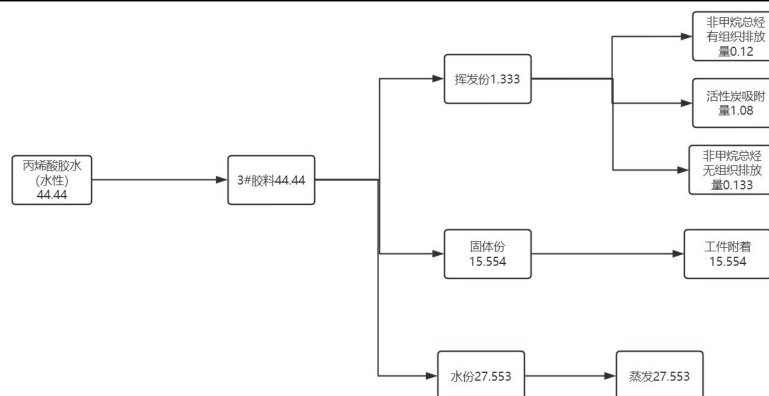 丙烯酸胶水
(水性)
44.44
3#胶料44.44
挥发份1.333
非甲烷总烃
有组织排放
量0.12
活性炭吸附
量1.08
非甲烷总烃
无组织排放
量0.133
固体份
15.554
工件附着
15.554
水份27.553
蒸发27.553